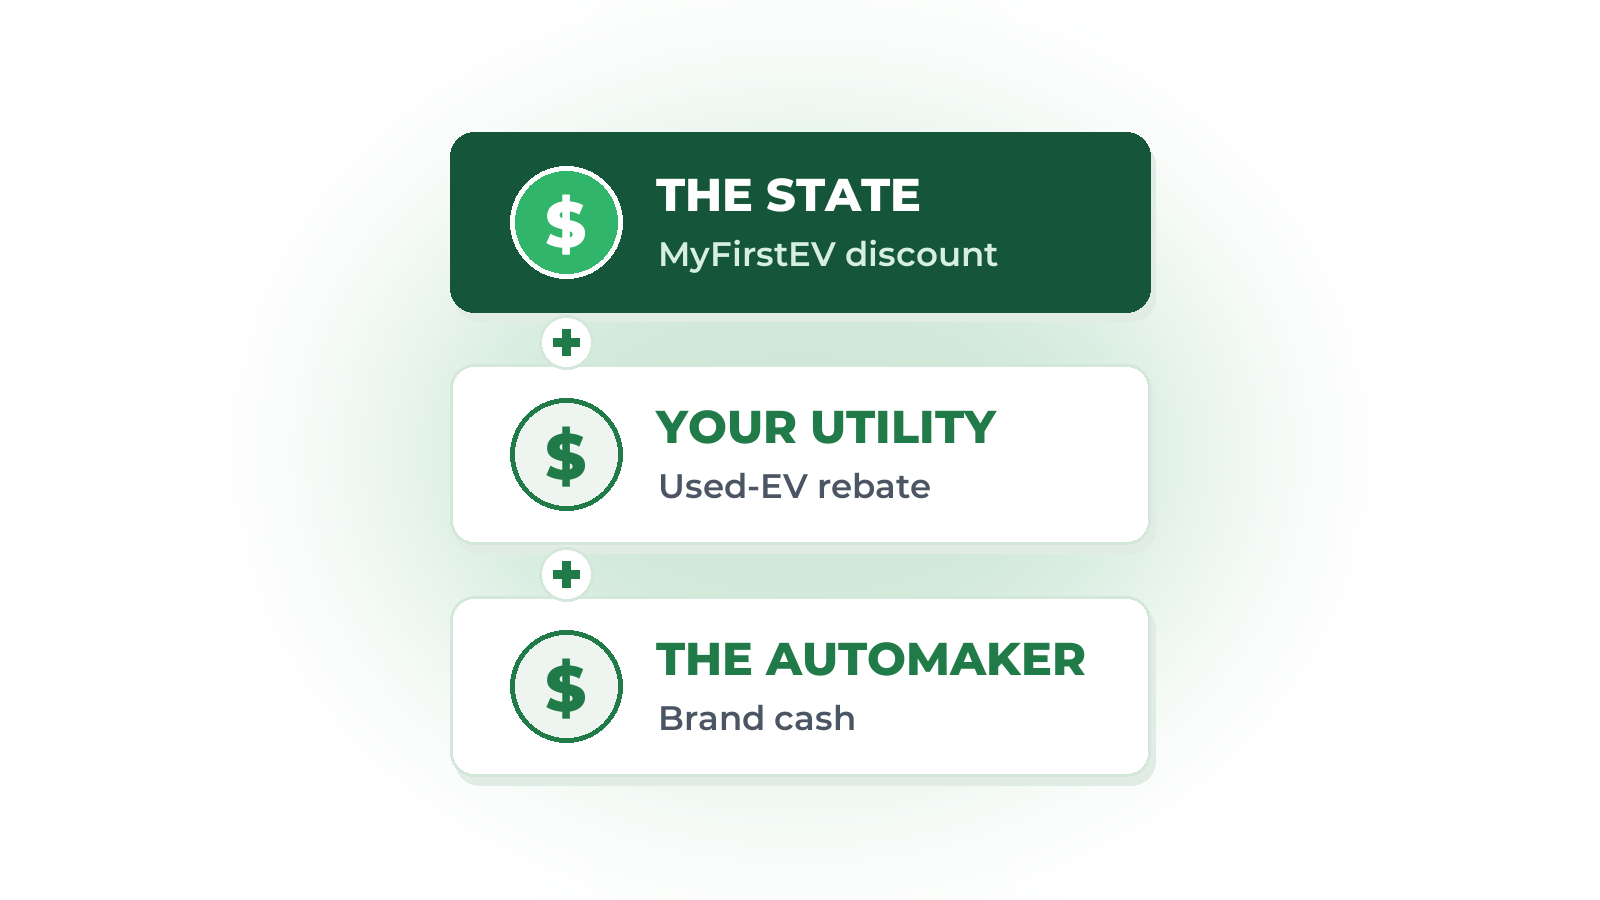 $
THE STATE
MyFirstEV discount
+
$
YOUR UTILITY
Used-EV rebate
+
$
THE AUTOMAKER
Brand cash